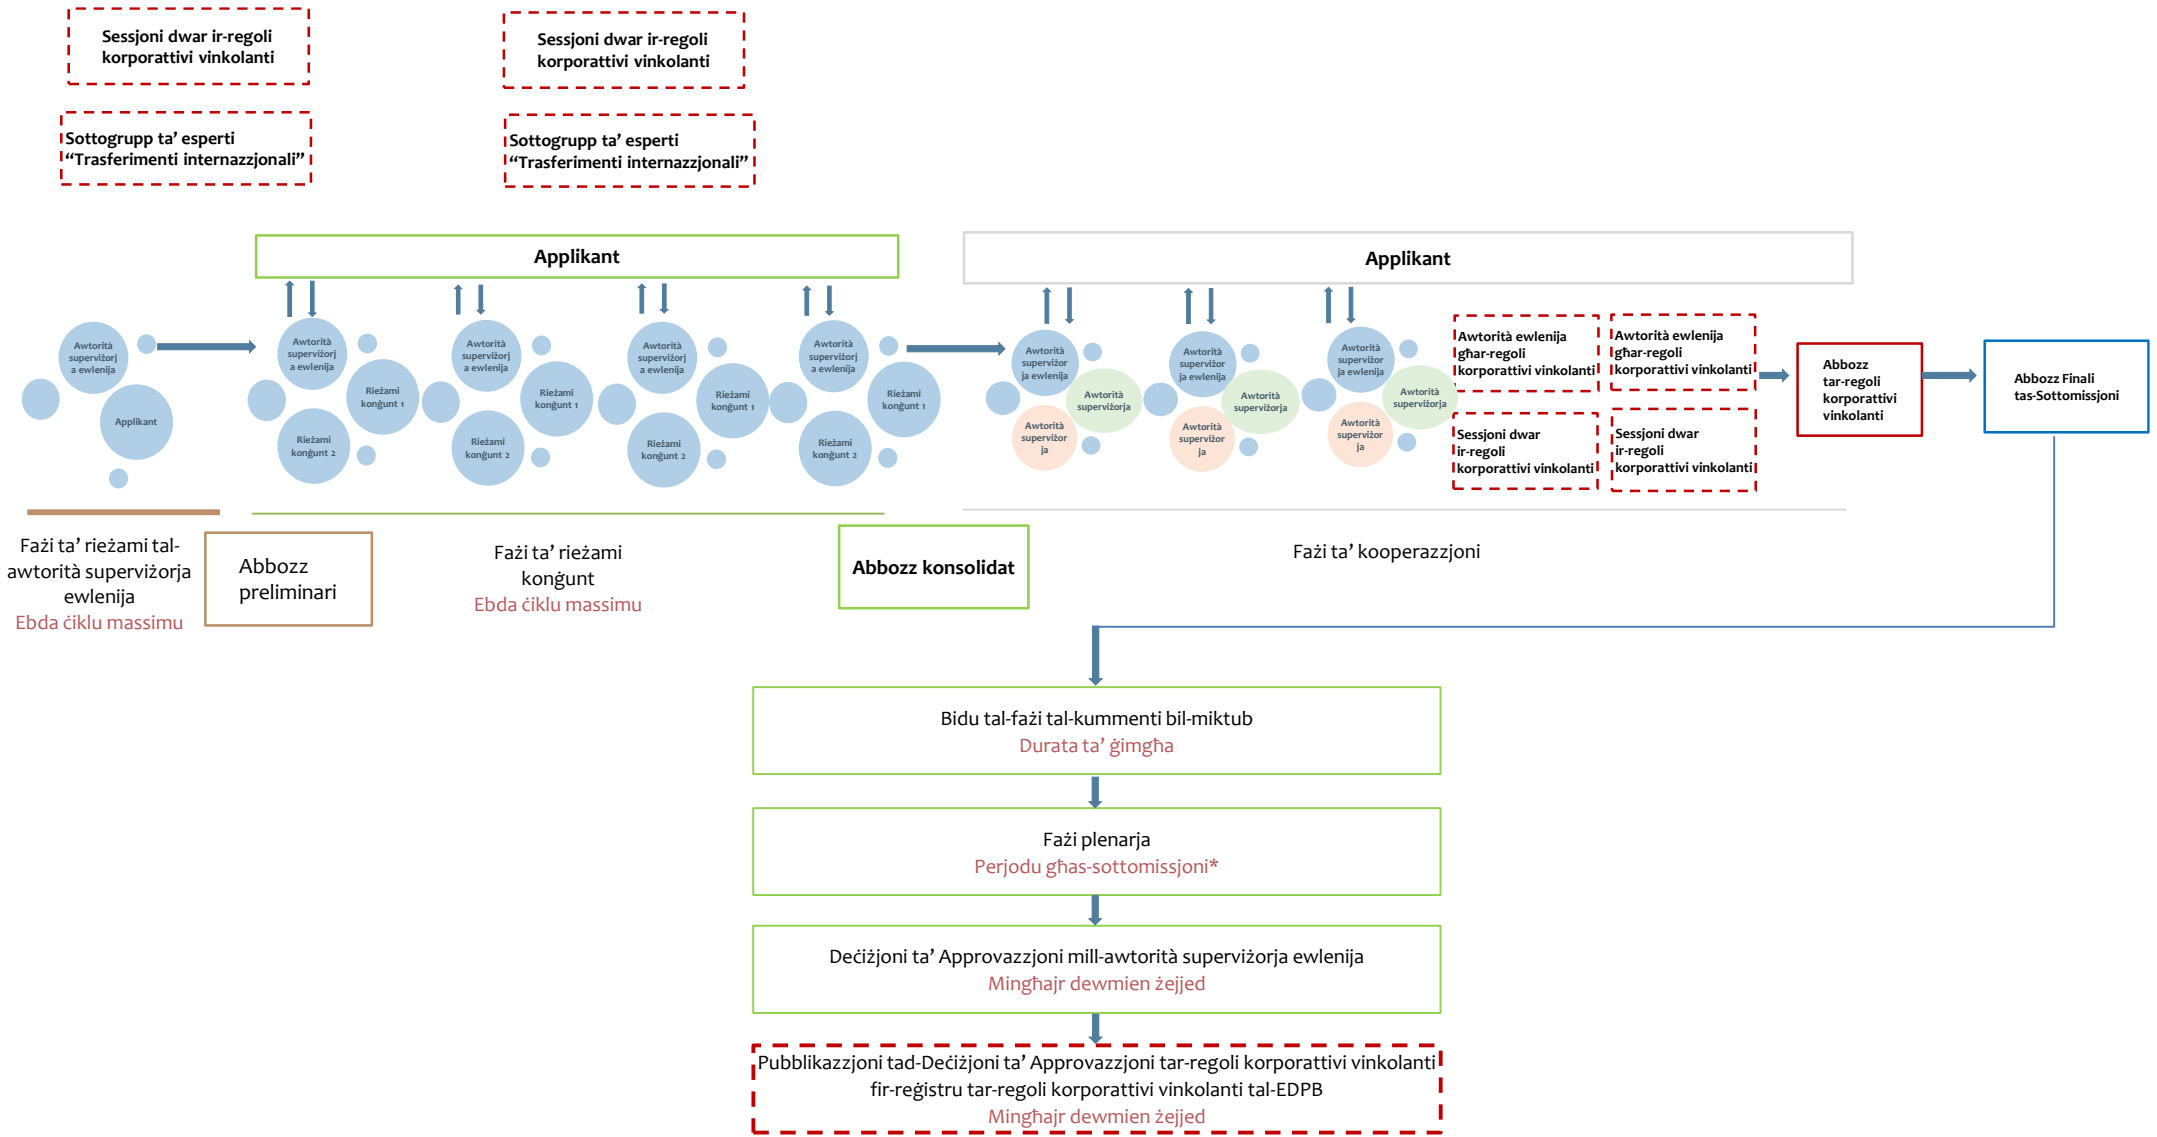 Sessjoni dwar ir-regoli
korporattivi vinkolanti
Sessjoni dwar ir-regoli
korporattivi vinkolanti
Sottogrupp ta’ esperti
“Trasferimenti internazzjonali”
Sottogrupp ta’ esperti
“Trasferimenti internazzjonali”
Applikant
Applikant
Awtorità
superviżorj
a ewlenija
Applikant
Awtorità
superviżorj
a ewlenija
Rieżami
konġunt 1
Rieżami
konġunt 2
Awtorità
superviżorj
a ewlenija
Rieżami
konġunt 1
Rieżami
konġunt 2
Awtorità
superviżorj
a ewlenija
Rieżami
konġunt 1
Rieżami
konġunt 2
Awtorità
superviżorj
a ewlenija
Rieżami
konġunt 1
Rieżami
konġunt 2
Awtorità
superviżor
ja ewlenija
Awtorità
superviżorja
Awtorità
superviżor
ja
Awtorità
superviżor
ja ewlenija
Awtorità
superviżorja
Awtorità
superviżor
ja
Awtorità
superviżor
ja ewlenija
Awtorità
superviżorja
Awtorità
superviżor
ja
Awtorità ewlenija
għar-regoli
korporattivi vinkolanti
Awtorità ewlenija
għar-regoli
korporattivi vinkolanti
Sessjoni dwar
ir-regoli
korporattivi vinkolanti
Sessjoni dwar
ir-regoli
korporattivi vinkolanti
Abbozz
tar-regoli
korporattivi
vinkolanti
Abbozz Finali
tas-Sottomissjoni
Fażi ta’ rieżami tal-
awtorità superviżorja
ewlenija
Ebda ċiklu massimu
Abbozz
preliminari
Fażi ta’ rieżami
konġunt
Ebda ċiklu massimu
Abbozz konsolidat
Fażi ta’ kooperazzjoni
Bidu tal-fażi tal-kummenti bil-miktub
Durata ta’ ġimgħa
Fażi plenarja
Perjodu għas-sottomissjoni*
Deċiżjoni ta’ Approvazzjoni mill-awtorità superviżorja ewlenija
Mingħajr dewmien żejjed
Pubblikazzjoni tad-Deċiżjoni ta’ Approvazzjoni tar-regoli korporattivi vinkolanti
fir-reġistru tar-regoli korporattivi vinkolanti tal-EDPB
Mingħajr dewmien żejjed